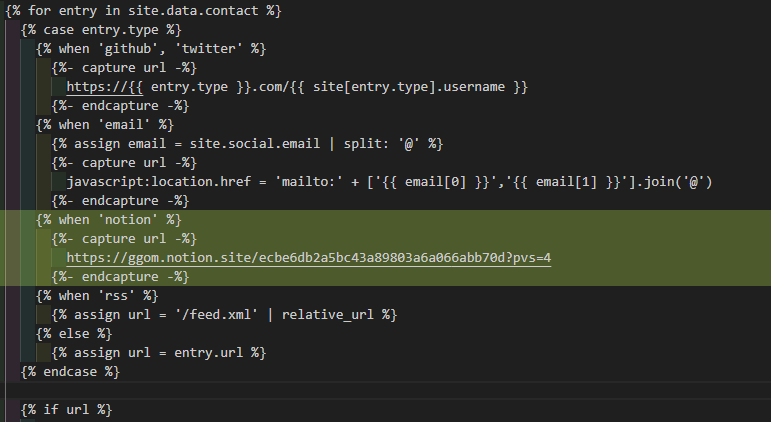 {% for entry in site.data.contact %}
{% case entry.type %}
{% when 'github', 'twitter' %}
{%- capture url -%}
https://{{ entry.type }}.com/{{ site[entry.type].username }}
{%- endcapture -%}
{% when 'email' %}
{% assign email = site.social.email | split: '@' %}
{%- capture url -%}
javascript:location.href = 'mailto:' + ['{{ email[0] }}','{{ email[1] }}'].join('@')
{%- endcapture -%}
{% when 'notion' %}
{%- capture url -%}
https://ggom.notion.site/ecbe6db2a5bc43a89803a6a066abb70d?pvs=4
{%- endcapture -%}
{% when 'rss' %}
{% assign url = '/feed.xml' | relative_url %}
{% else %}
{% assign url = entry.url %}
{% endcase %}
{% if url %}